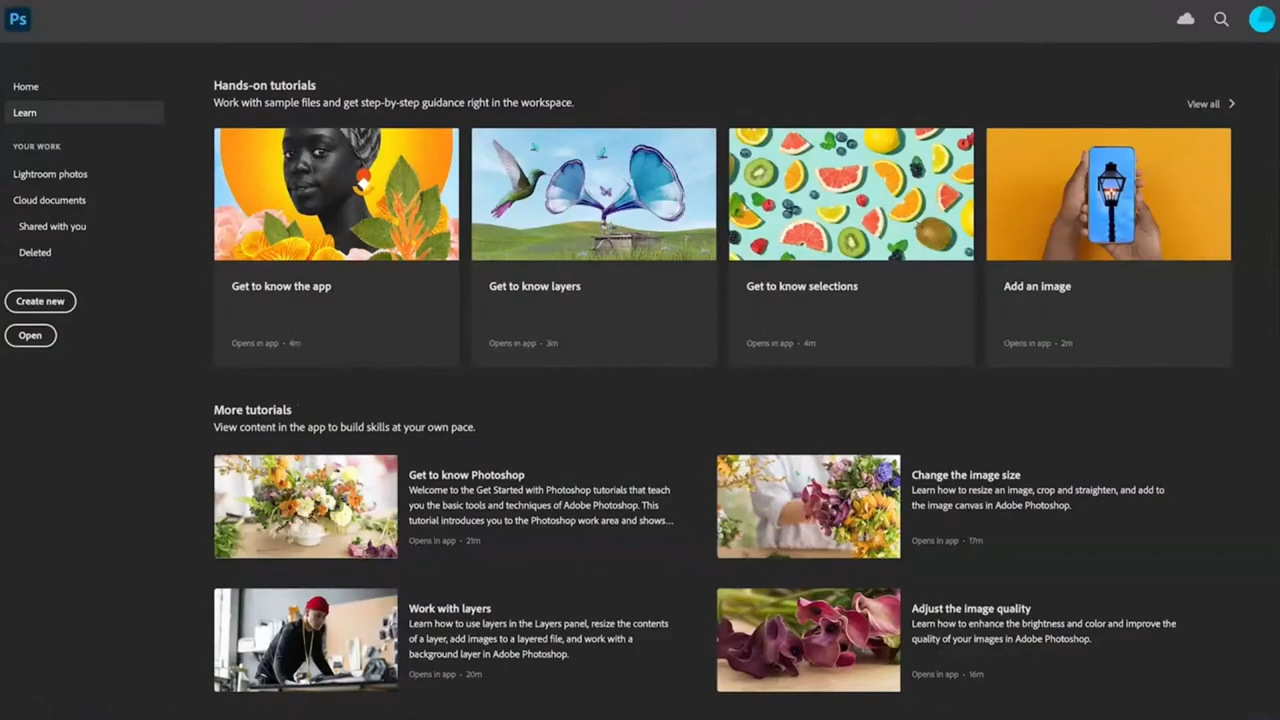 Ps
Home
Learn
YOUR WORK
Lightroom photos
Cloud documents
Shared with you
Deleted
Create new
Open
Hands-on tutorials
Work with sample files and get step-by-step guidance right in the workspace.
View all
Get to know the app
Opens in app • 4m
Get to know layers
Opens in app • 3m
Get to know selections
Opens in app • 4m
Add an image
Opens in app • 2m
More tutorials
View content in the app to build skills at your own pace.
Get to know Photoshop
Welcome to the Get Started with Photoshop tutorials that teach
you the basic tools and techniques of Adobe Photoshop. This
tutorial introduces you to the Photoshop work area and shows...
Opens in app • 21m
Change the image size
Learn how to resize an image, crop and straighten, and add to
the image canvas in Adobe Photoshop.
Opens in app • 17m
Work with layers
Learn how to use layers in the Layers panel, resize the contents
of a layer, add images to a layered file, and work with a
background layer in Adobe Photoshop.
Opens in app • 20m
Adjust the image quality
Learn how to enhance the brightness and color and improve the
quality of your images in Adobe Photoshop.
Opens in app • 16m